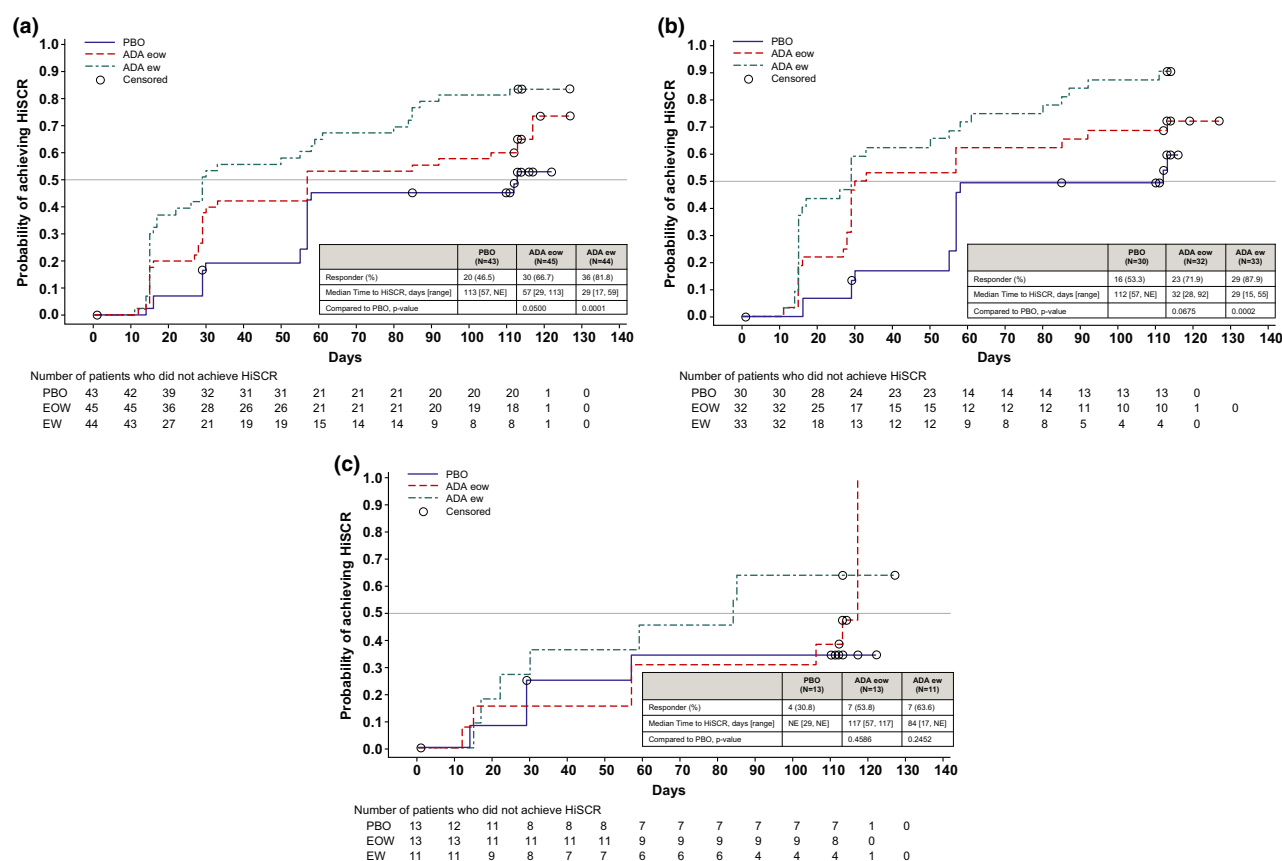 (a)
PBO
ADA eow
ADA ew
Censored
Probability of achieving HiSCR
1.0
0.9
0.8
0.7
0.6
0.5
0.4
0.3
0.2
0.1
0.0
PBO (N=43) ADA eow (N=45) ADA ew (N=44)
Responder (%) 20 (46.5) 30 (66.7) 36 (81.8)
Median Time to HiSCR, days [range] 113 [57, NE] 57 [29, 113] 29 [17, 59]
Compared to PBO, p-value 0.0500 0.0001
0 10 20 30 40 50 60 70 80 90 100 110 120 130 140
Days
Number of patients who did not achieve HiSCR
PBO 43 42 39 32 31 31 21 21 21 20 20 20 1 0
EOW 45 45 36 28 26 26 21 21 21 20 19 18 1 0
EW 44 43 27 21 19 19 15 14 14 9 8 8 1 0
(b)
PBO
ADA eow
ADA ew
Censored
Probability of achieving HiSCR
1.0
0.9
0.8
0.7
0.6
0.5
0.4
0.3
0.2
0.1
0.0
PBO (N=30) ADA eow (N=32) ADA ew (N=33)
Responder (%) 16 (53.3) 23 (71.9) 29 (87.9)
Median Time to HiSCR, days [range] 112 [57, NE] 32 [28, 92] 29 [15, 55]
Compared to PBO, p-value 0.0675 0.0002
0 10 20 30 40 50 60 70 80 90 100 110 120 130 140
Days
Number of patients who did not achieve HiSCR
PBO 30 30 28 24 23 23 14 14 14 13 13 13 0
EOW 32 32 25 17 15 15 12 12 12 11 10 10 1 0
EW 33 32 18 13 12 12 9 8 8 5 4 4 0
(c)
PBO
ADA eow
ADA ew
Censored
Probability of achieving HiSCR
1.0
0.9
0.8
0.7
0.6
0.5
0.4
0.3
0.2
0.1
0.0
PBO (N=13) ADA eow (N=13) ADA ew (N=11)
Responder (%) 4 (30.8) 7 (53.8) 7 (63.6)
Median Time to HiSCR, days [range] NE [29, NE] 117 [57, 117] 84 [17, NE]
Compared to PBO, p-value 0.4586 0.2452
0 10 20 30 40 50 60 70 80 90 100 110 120 130 140
Days
Number of patients who did not achieve HiSCR
PBO 13 12 11 8 8 8 7 7 7 7 7 7 1 0
EOW 13 13 11 11 11 11 9 9 9 9 9 8 0
EW 11 11 9 8 7 7 6 6 6 4 4 4 1 0